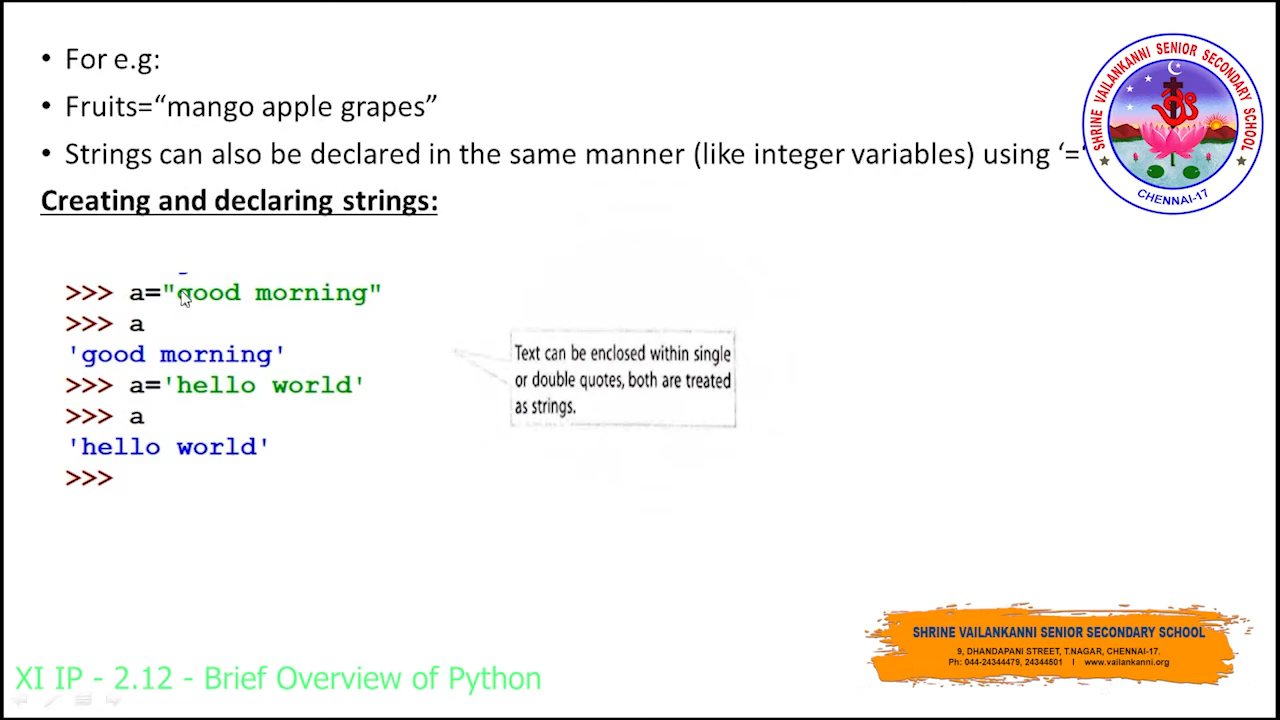 • For e.g:
• Fruits=“mango apple grapes”
• Strings can also be declared in the same manner (like integer variables) using ‘=‘
Creating and declaring strings:
>>> a="good morning"
>>> a
'good morning'
>>> a='hello world'
>>> a
'hello world'
>>>
Text can be enclosed within single
or double quotes, both are treated
as strings.
SHRINE VAILANKANNI SENIOR SECONDARY SCHOOL
CHENNAI-17
SHRINE VAILANKANNI SENIOR SECONDARY SCHOOL
9, DHANDAPANI STREET, T.NAGAR, CHENNAI-17.
Ph: 044-24344479, 24344501 I www.vailankanni.org
XI IP - 2.12 - Brief Overview of Python